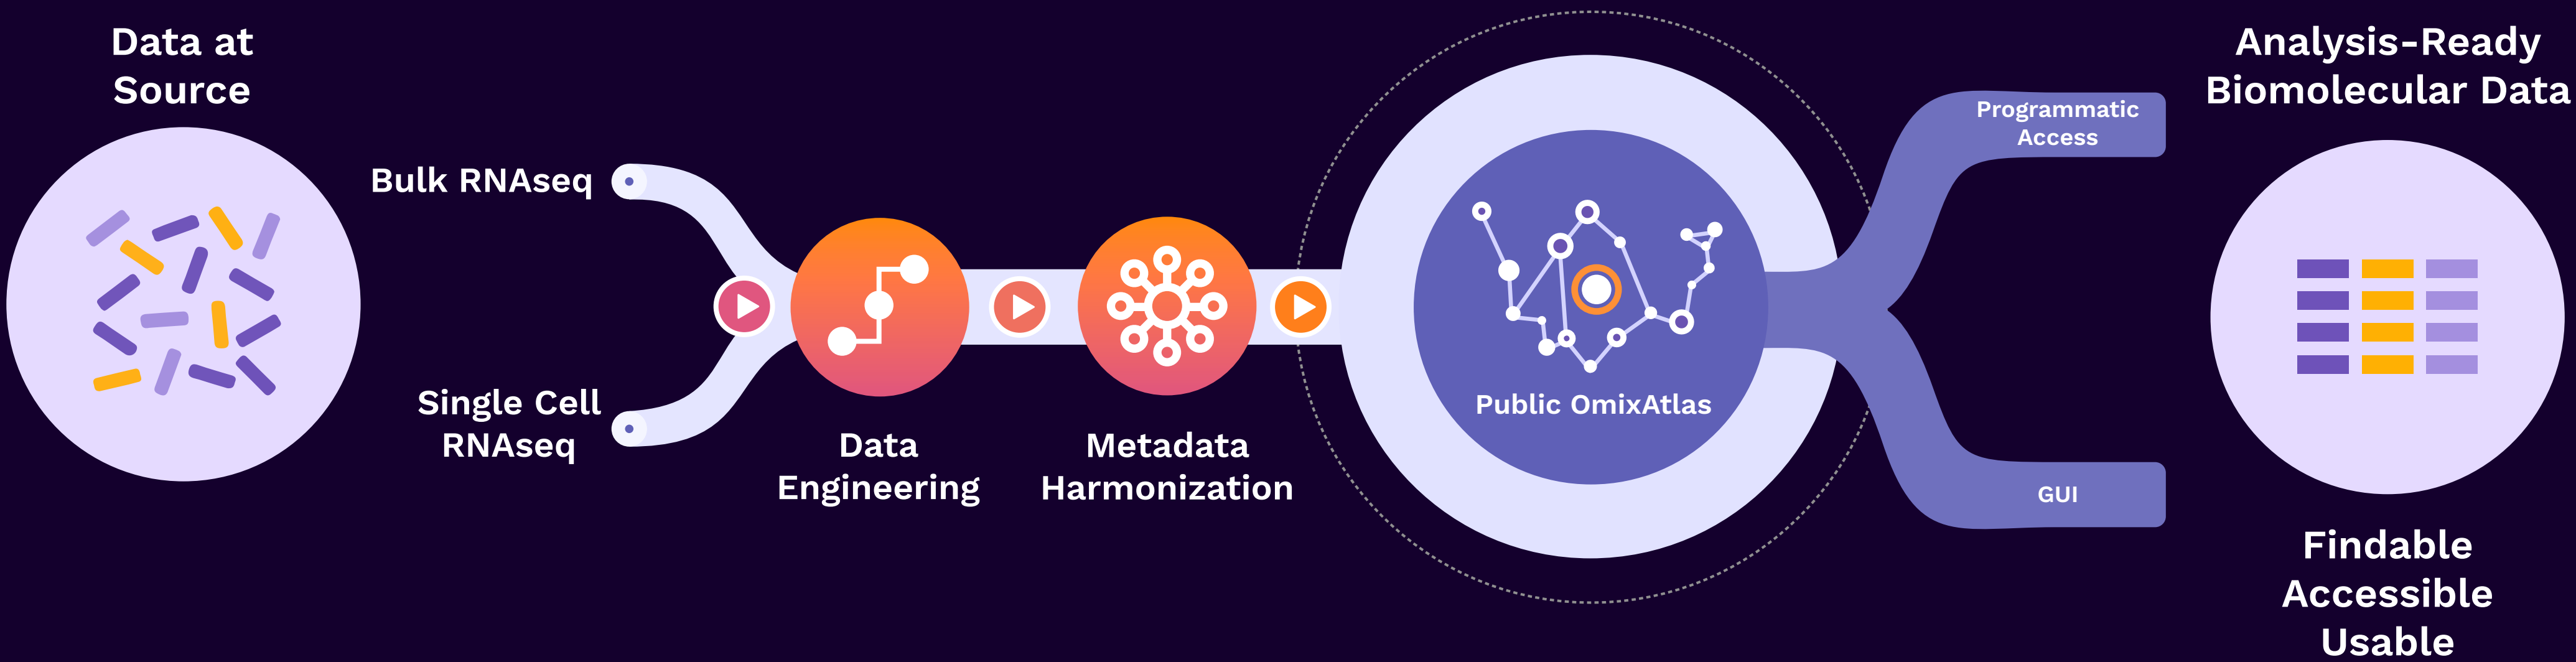 Data at
Source
Bulk RNAseq
Single Cell
RNAseq
Data
Engineering
Metadata
Harmonization
Public OmixAtlas
Programmatic
Access
GUI
Analysis-Ready
Biomolecular Data
Findable
Accessible
Usable